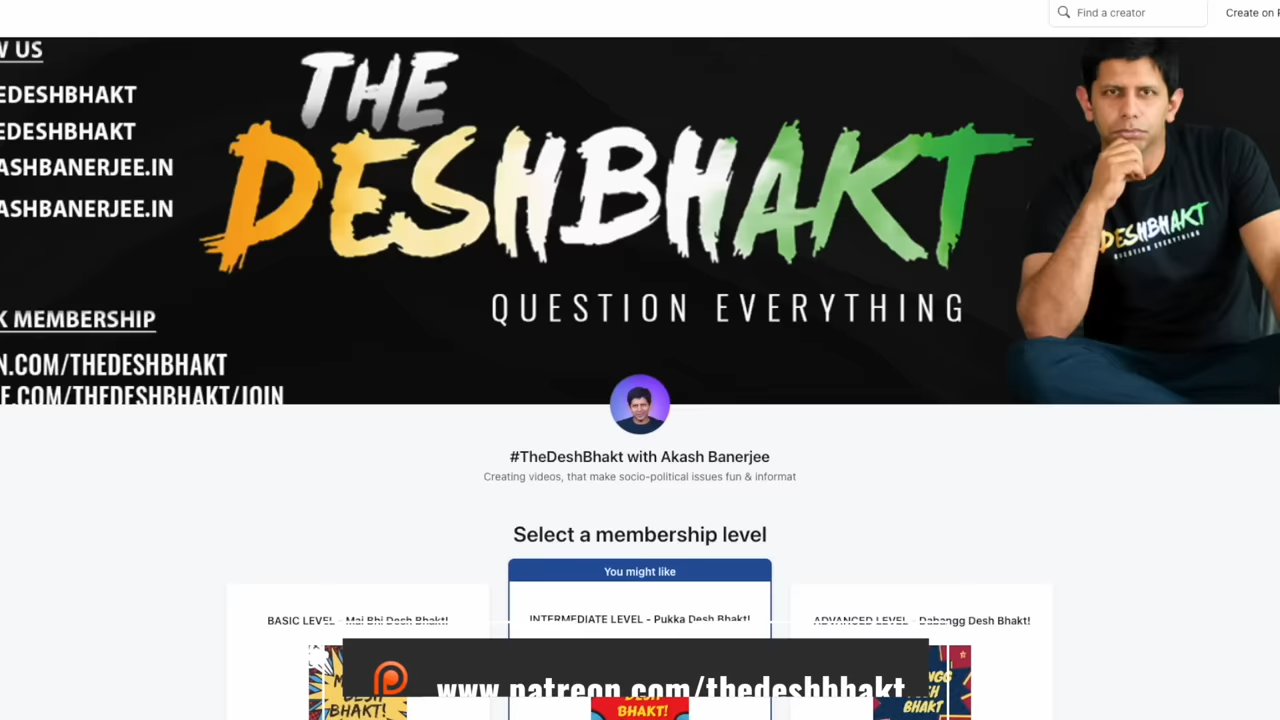 Find a creator
Create on
W US
EDESHBHAKT
EDESHBHAKT
ASHBANERJEE.IN
ASHBANERJEE.IN
K MEMBERSHIP
N.COM/THEDESHBHAKT
E.COM/THEDESHBHAKT/JOIN
THE
DESHBHAKT
QUESTION EVERYTHING
DESHBHAKT
QUESTION EVERYTHING
#TheDeshBhakt with Akash Banerjee
Creating videos, that make socio-political issues fun & informat
Select a membership level
You might like
BASIC LEVEL - Mai Bhi Desh Bhakt!
INTERMEDIATE LEVEL - Pukka Desh Bhakt!
ADVANCED LEVEL - Dabangg Desh Bhakt!
DESH
BHAKT!
BHAKT!
BHAKT
www.patreon.com/thedeshbhakt